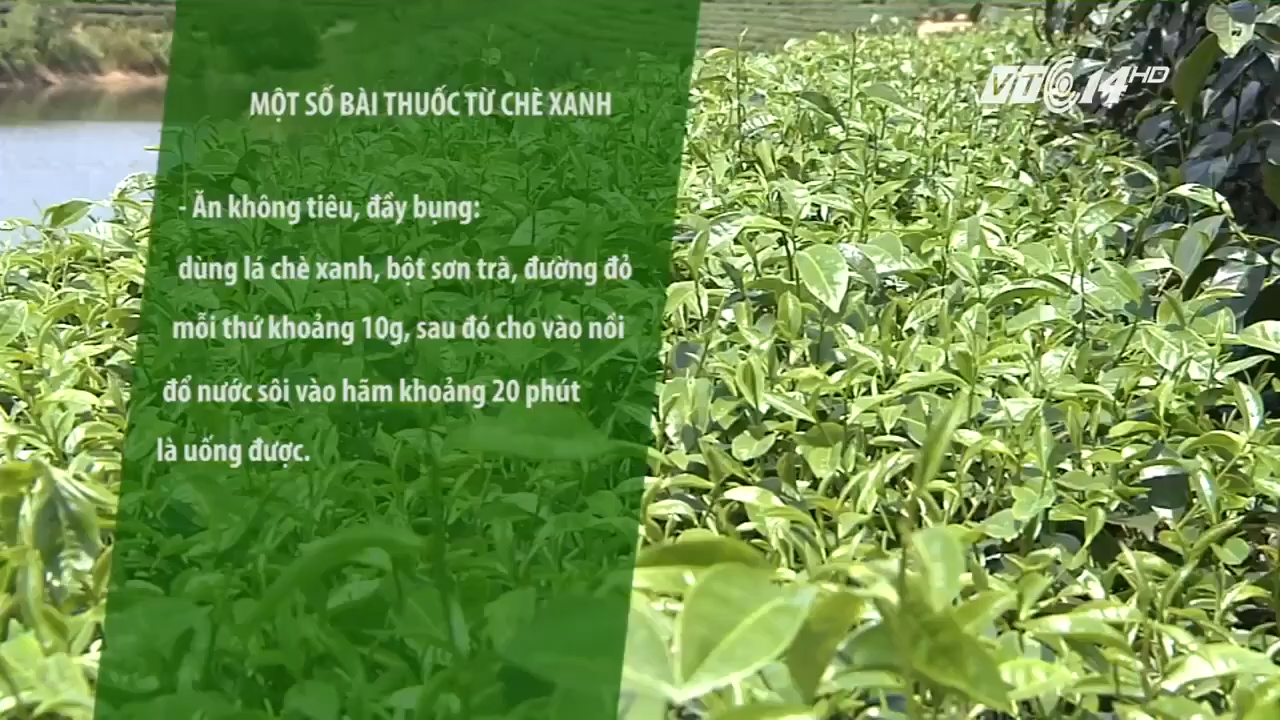 VTC14HD
MỘT SỐ BÀI THUỐC TỪ CHÈ XANH
- Ăn không tiêu, đầy bụng:
dùng lá chè xanh, bột sơn trà, đường đỏ
mỗi thứ khoảng 10g, sau đó cho vào nồi
đổ nước sôi vào hãm khoảng 20 phút
là uống được.